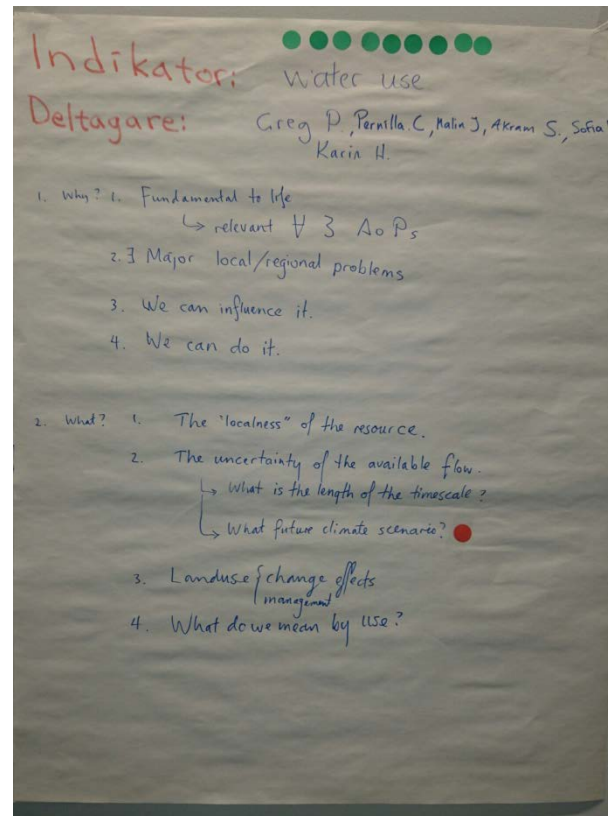 Indikator: water use
Deltagare: Greg P., Pernilla C, Malin J, Akram S., Sofia
Karin H.
1. Why? 1. Fundamental to life
↳ relevant ∀ 3 AoPs
2. ∃ Major local/regional problems
3. We can influence it.
4. We can do it.
2. What? 1. The "localness" of the resource.
2. The uncertainty of the available flow.
↳ What is the length of the timescale?
↳ What future climate scenario?
3. Landuse { change effects
management
4. What do we mean by use?